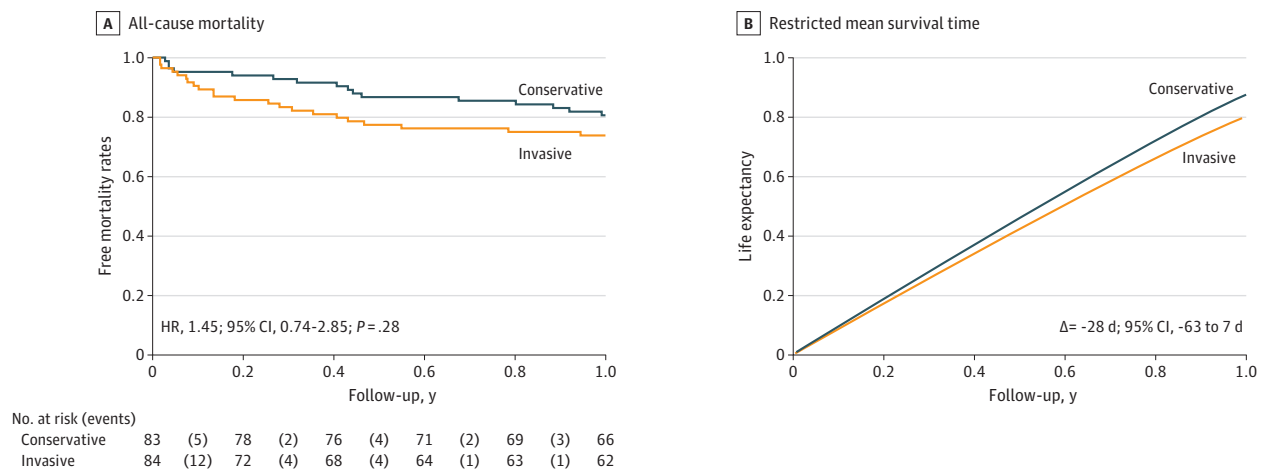 A All-cause mortality
1.0
0.8
0.6
0.4
0.2
0
Free mortality rates
Conservative
Invasive
HR, 1.45; 95% CI, 0.74-2.85; P = .28
0 0.2 0.4 0.6 0.8 1.0
Follow-up, y
No. at risk (events)
Conservative 83 (5) 78 (2) 76 (4) 71 (2) 69 (3) 66
Invasive 84 (12) 72 (4) 68 (4) 64 (1) 63 (1) 62
B Restricted mean survival time
1.0
0.8
0.6
0.4
0.2
0
Life expectancy
Conservative
Invasive
Δ= -28 d; 95% CI, -63 to 7 d
0 0.2 0.4 0.6 0.8 1.0
Follow-up, y